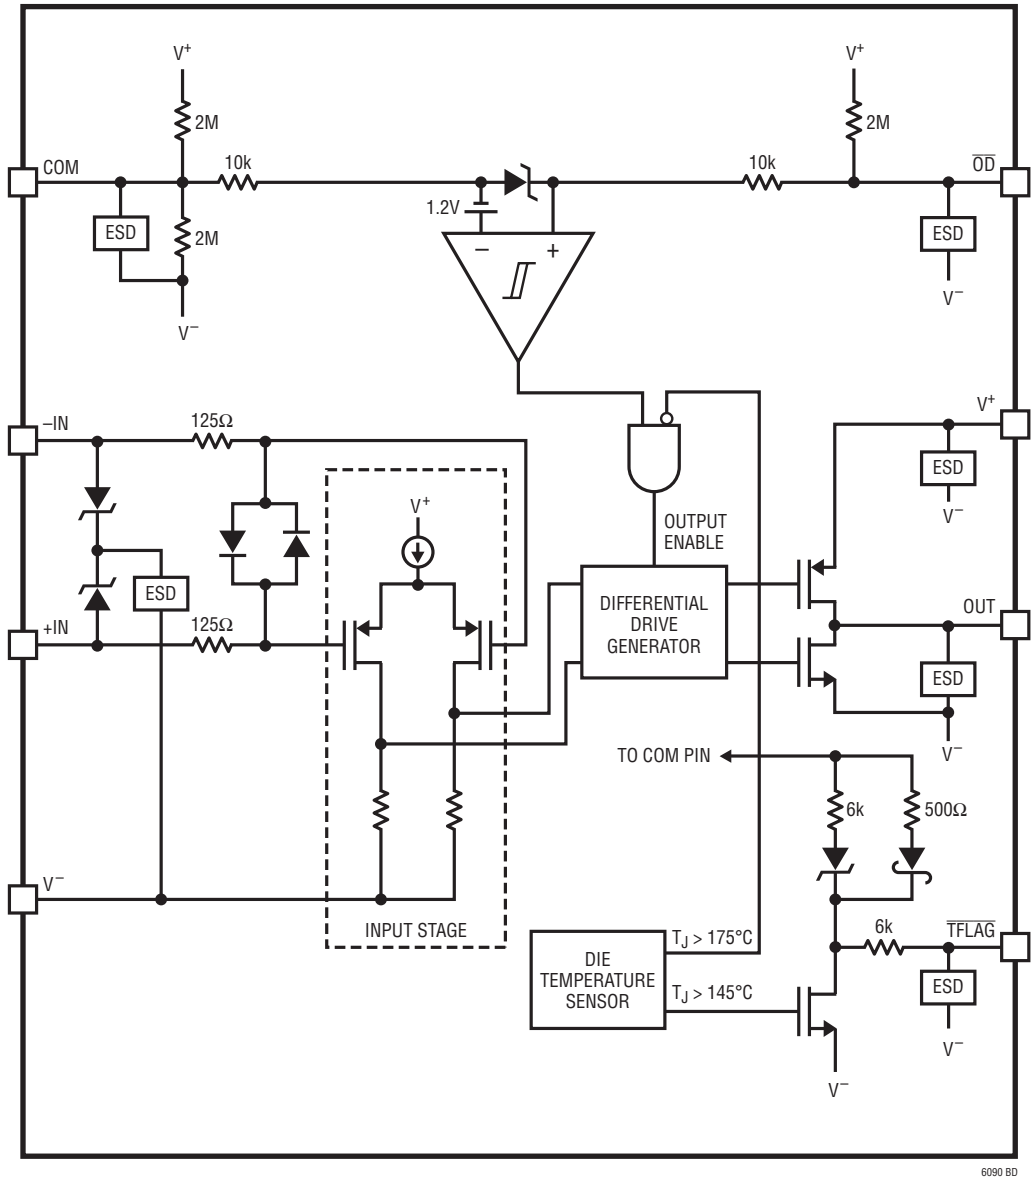 V+
V+
2M
2M
COM
10k
10k
OD
1.2V
ESD
2M
ESD
–
+
V–
V–
–IN
125Ω
V+
ESD
V+
V–
OUTPUT
ENABLE
ESD
DIFFERENTIAL
DRIVE
GENERATOR
OUT
+IN
125Ω
ESD
V–
TO COM PIN
6k
500Ω
V–
INPUT STAGE
6k
TFLAG
DIE
TEMPERATURE
SENSOR
TJ > 175°C
TJ > 145°C
ESD
V–
V–
6090 BD